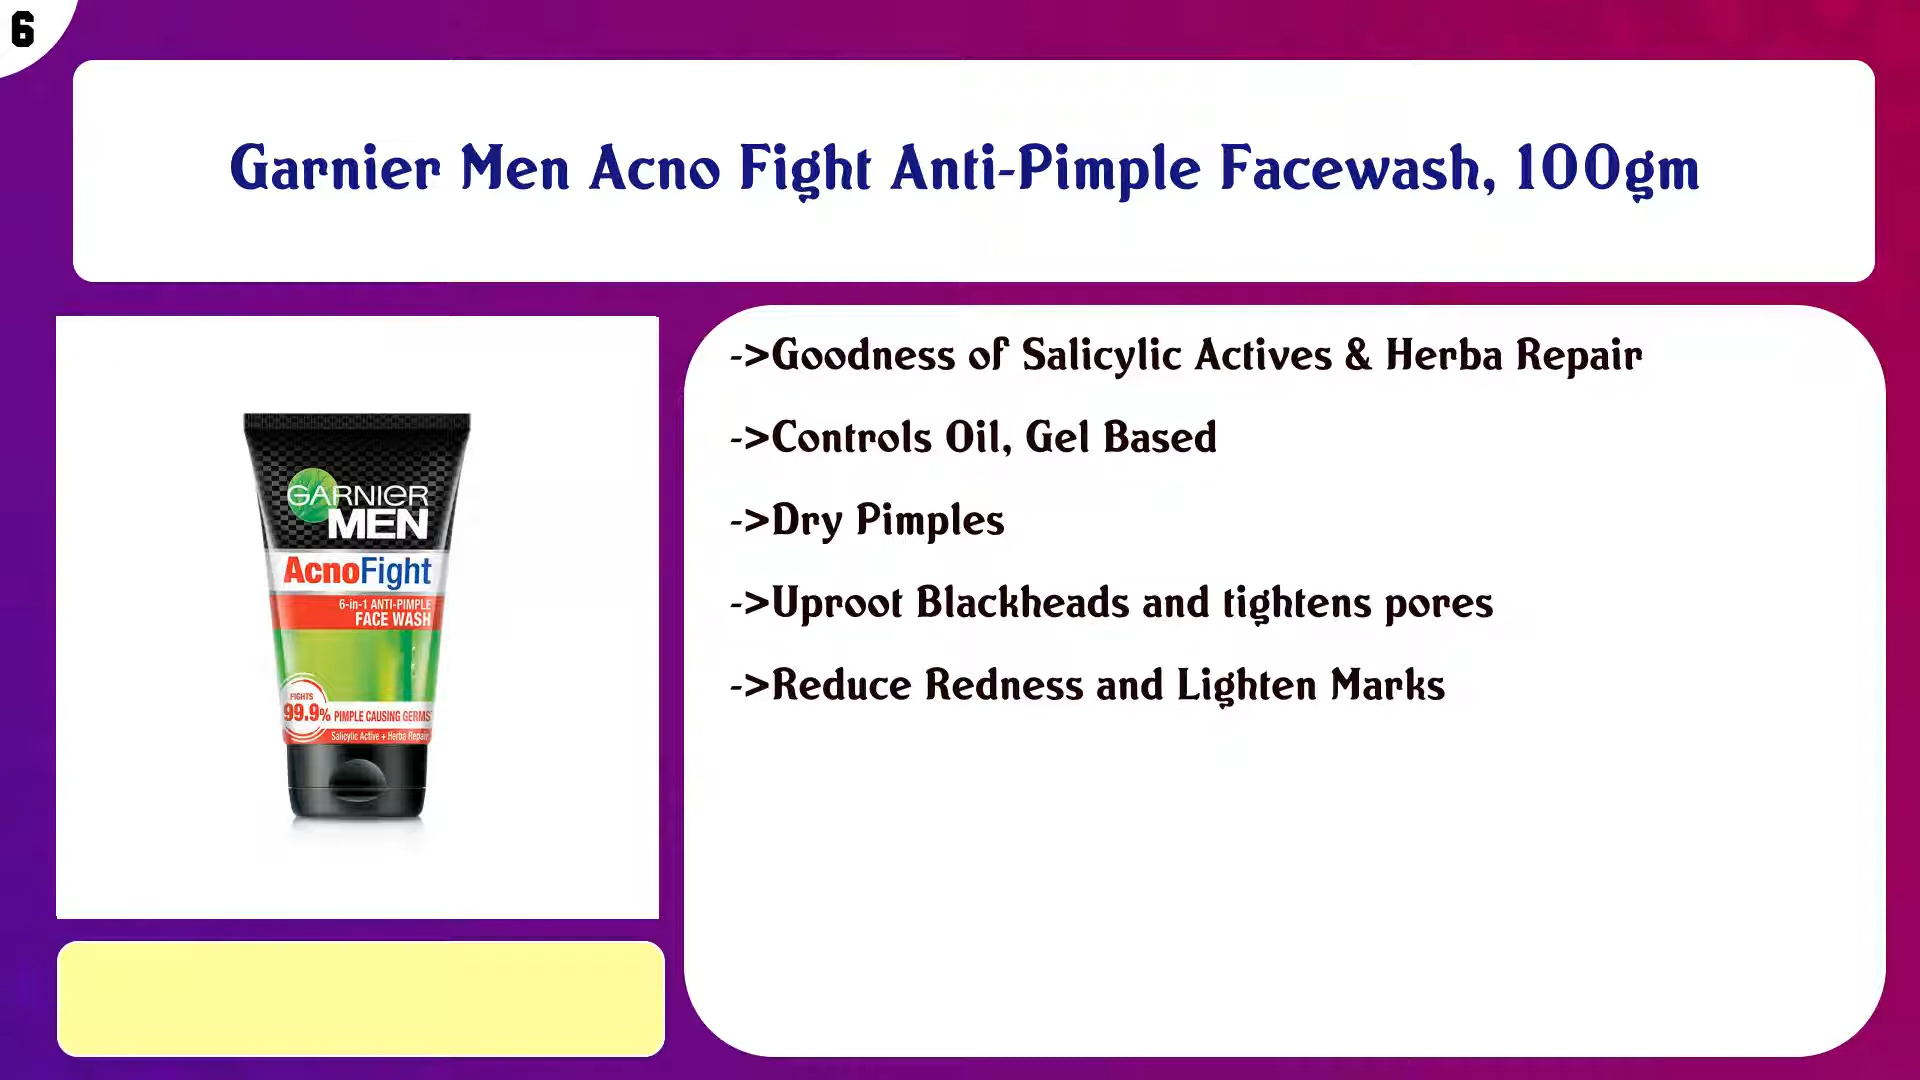 6
Garnier Men Acno Fight Anti-Pimple Facewash, 100gm
GARNIER
MEN
AcnoFight
6-in-1 ANTI-PIMPLE
FACE WASH
FIGHTS
99.9% PIMPLE CAUSING GERMS
Salicylic Active + Herba Repair
->Goodness of Salicylic Actives & Herba Repair
->Controls Oil, Gel Based
->Dry Pimples
->Uproot Blackheads and tightens pores
->Reduce Redness and Lighten Marks